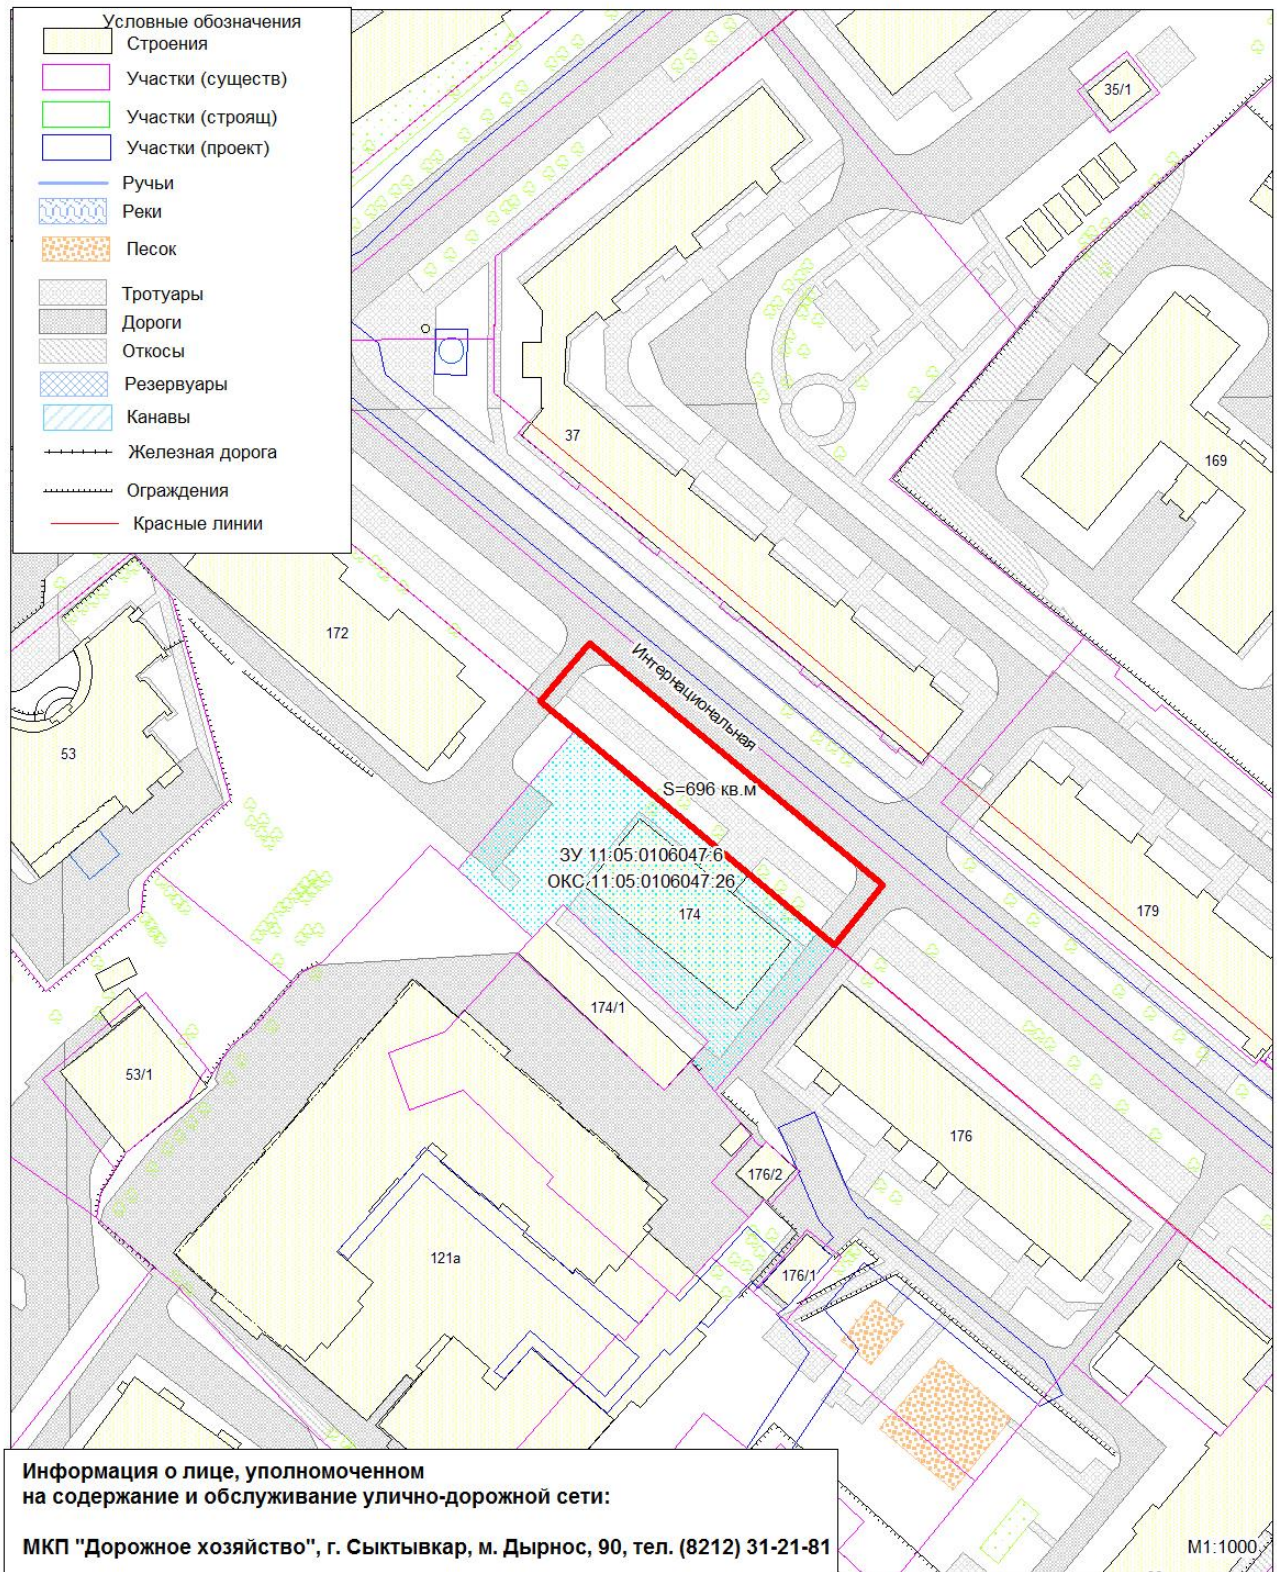 Условные обозначения
Строения
Участки (существ)
Участки (строящ)
Участки (проект)
Ручьи
Реки
Песок
Тротуары
Дороги
Откосы
Резервуары
Канавы
Железная дорога
Ограждения
Красные линии
35/1
37
169
172
Интернациональная
53
S=696 кв.м
ЗУ 11:05:0106047:6
ОКС 11:05:0106047:26
174
179
174/1
53/1
176
176/2
121а
176/1
Информация о лице, уполномоченном
на содержание и обслуживание улично-дорожной сети:
МКП "Дорожное хозяйство", г. Сыктывкар, м. Дырнос, 90, тел. (8212) 31-21-81
М1:1000